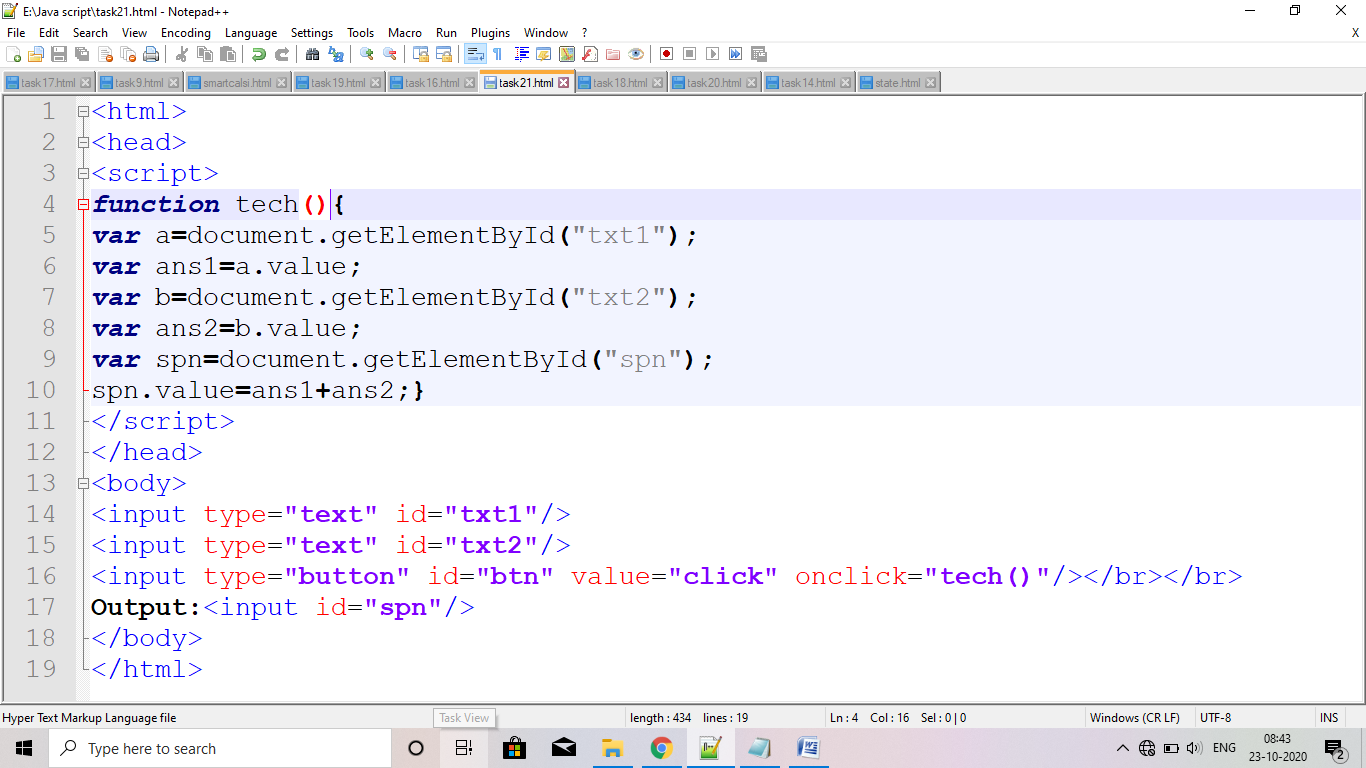 E:\Java script\task21.html - Notepad++
File Edit Search View Encoding Language Settings Tools Macro Run Plugins Window ? X
task17.html task9.html smartcalsi.html task19.html task16.html task21.html task18.html task20.html task14.html state.html
1 <html>
2 <head>
3 <script>
4 function tech(){
5 var a=document.getElementById("txt1");
6 var ans1=a.value;
7 var b=document.getElementById("txt2");
8 var ans2=b.value;
9 var spn=document.getElementById("spn");
10 spn.value=ans1+ans2;}
11 </script>
12 </head>
13 <body>
14 <input type="text" id="txt1"/>
15 <input type="text" id="txt2"/>
16 <input type="button" id="btn" value="click" onclick="tech()"/></br></br>
17 Output:<input id="spn"/>
18 </body>
19 </html>
Hyper Text Markup Language file Task View length : 434 lines : 19 Ln : 4 Col : 16 Sel : 0 | 0 Windows (CR LF) UTF-8 INS
Type here to search ENG 08:43
23-10-2020 2